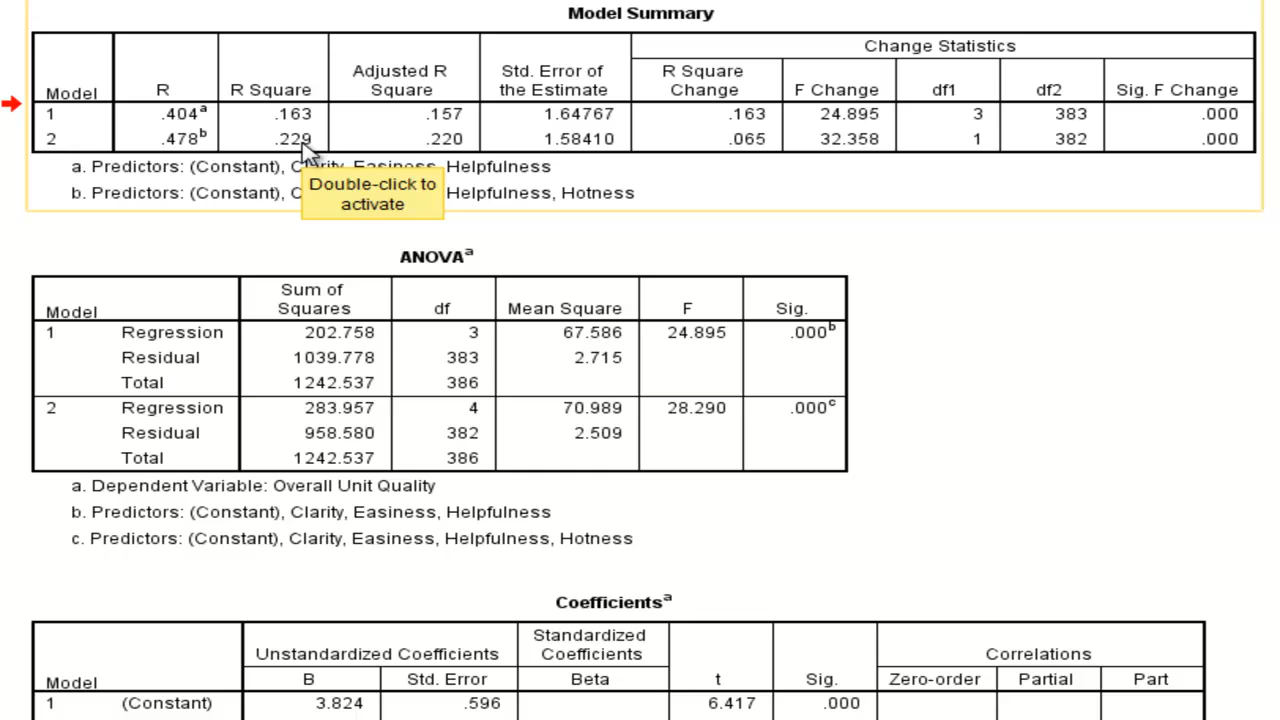 Model Summary
Change Statistics
Model R R Square Adjusted R Square Std. Error of the Estimate R Square Change F Change df1 df2 Sig. F Change
1 .404a .163 .157 1.64767 .163 24.895 3 383 .000
2 .478b .229 .220 1.58410 .065 32.358 1 382 .000
a. Predictors: (Constant), Clarity, Easiness, Helpfulness
b. Predictors: (Constant), C Helpfulness, Hotness
Double-click to
activate
ANOVAa
Model Sum of Squares df Mean Square F Sig.
1 Regression 202.758 3 67.586 24.895 .000b
Residual 1039.778 383 2.715
Total 1242.537 386
2 Regression 283.957 4 70.989 28.290 .000c
Residual 958.580 382 2.509
Total 1242.537 386
a. Dependent Variable: Overall Unit Quality
b. Predictors: (Constant), Clarity, Easiness, Helpfulness
c. Predictors: (Constant), Clarity, Easiness, Helpfulness, Hotness
Coefficientsa
Unstandardized Coefficients Standardized Coefficients Correlations
Model B Std. Error Beta t Sig. Zero-order Partial Part
1 (Constant) 3.824 .596 6.417 .000